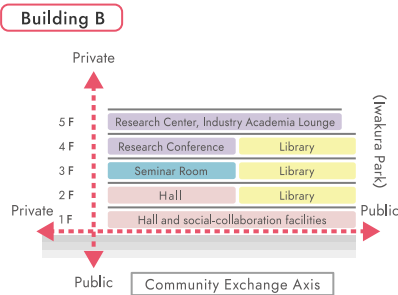 Building B
Private
5 F
Research Center, Industry Academia Lounge
4 F
Research Conference
Library
3 F
Seminar Room
Library
2 F
Hall
Library
1 F
Hall and social-collaboration facilities
Private
Public
(Iwakura Park)
Public
Community Exchange Axis